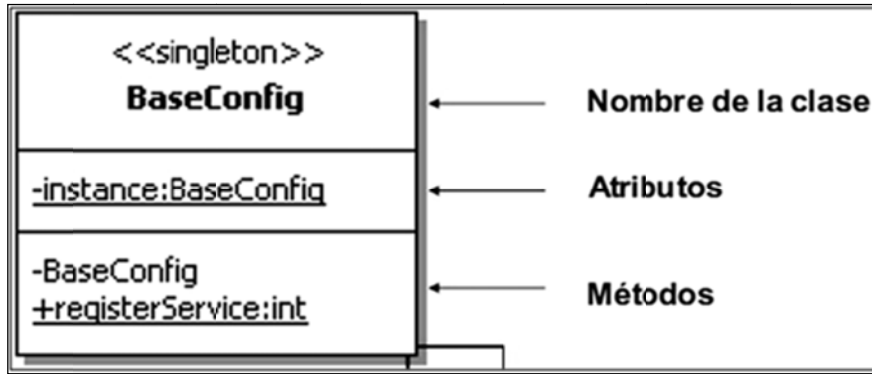 <<singleton>>
BaseConfig
Nombre de la clase
-instance:BaseConfig
Atributos
-BaseConfig
+registerService:int
Métodos